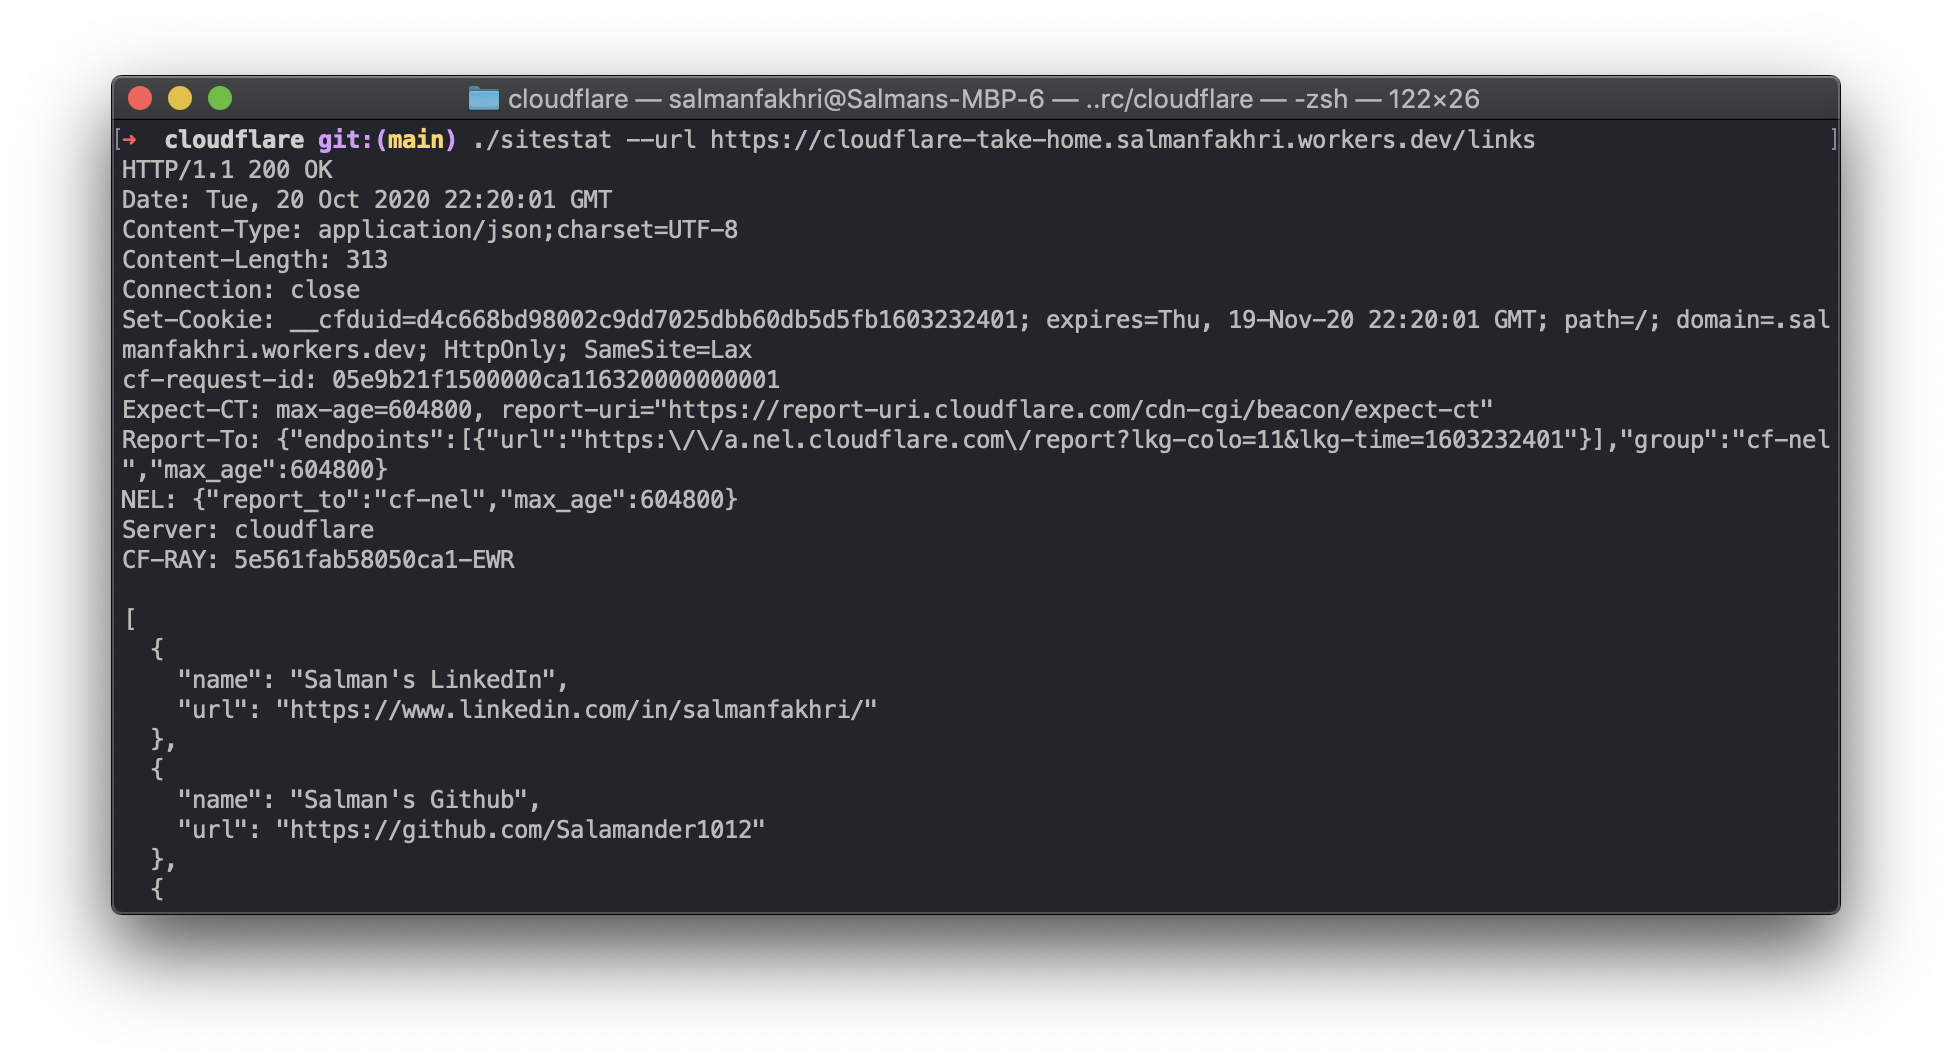 cloudflare — salmanfakhri@Salmans-MBP-6 — ..rc/cloudflare — -zsh — 122×26
[➜  cloudflare git:(main) ./sitestat --url https://cloudflare-take-home.salmanfakhri.workers.dev/links ]
HTTP/1.1 200 OK
Date: Tue, 20 Oct 2020 22:20:01 GMT
Content-Type: application/json;charset=UTF-8
Content-Length: 313
Connection: close
Set-Cookie: __cfduid=d4c668bd98002c9dd7025dbb60db5d5fb1603232401; expires=Thu, 19-Nov-20 22:20:01 GMT; path=/; domain=.sal
manfakhri.workers.dev; HttpOnly; SameSite=Lax
cf-request-id: 05e9b21f1500000ca116320000000001
Expect-CT: max-age=604800, report-uri="https://report-uri.cloudflare.com/cdn-cgi/beacon/expect-ct"
Report-To: {"endpoints":[{"url":"https:\/\/a.nel.cloudflare.com\/report?lkg-colo=11&lkg-time=1603232401"}],"group":"cf-nel
","max_age":604800}
NEL: {"report_to":"cf-nel","max_age":604800}
Server: cloudflare
CF-RAY: 5e561fab58050ca1-EWR

[
  {
    "name": "Salman's LinkedIn",
    "url": "https://www.linkedin.com/in/salmanfakhri/"
  },
  {
    "name": "Salman's Github",
    "url": "https://github.com/Salamander1012"
  },
  {